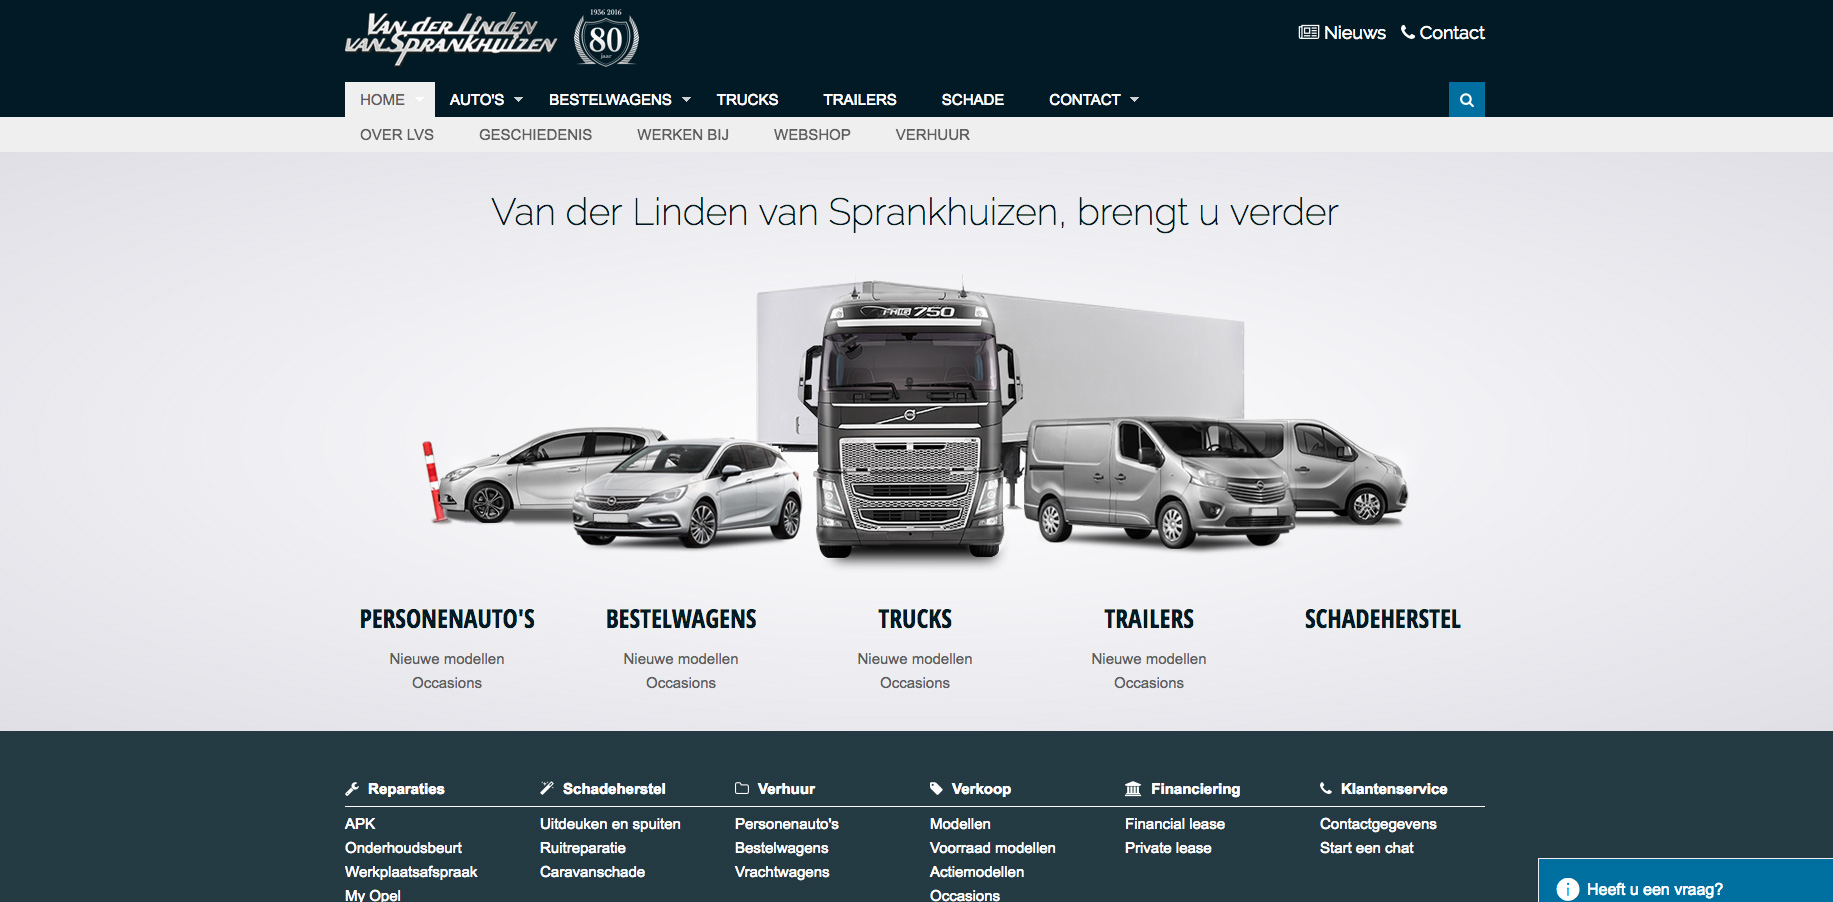 Van der Linden
van Sprankhuizen
1936 2016
80
jaar
Nieuws Contact
HOME AUTO'S BESTELWAGENS TRUCKS TRAILERS SCHADE CONTACT
OVER LVS GESCHIEDENIS WERKEN BIJ WEBSHOP VERHUUR
Van der Linden van Sprankhuizen, brengt u verder
FH16 750
PERSONENAUTO'S BESTELWAGENS TRUCKS TRAILERS SCHADEHERSTEL
Nieuwe modellen Nieuwe modellen Nieuwe modellen Nieuwe modellen
Occasions Occasions Occasions Occasions
Reparaties Schadeherstel Verhuur Verkoop Financiering Klantenservice
APK Uitdeuken en spuiten Personenauto's Modellen Financial lease Contactgegevens
Onderhoudsbeurt Ruitreparatie Bestelwagens Voorraad modellen Private lease Start een chat
Werkplaatsafspraak Caravanschade Vrachtwagens Actiemodellen
My Opel Occasions
Heeft u een vraag?